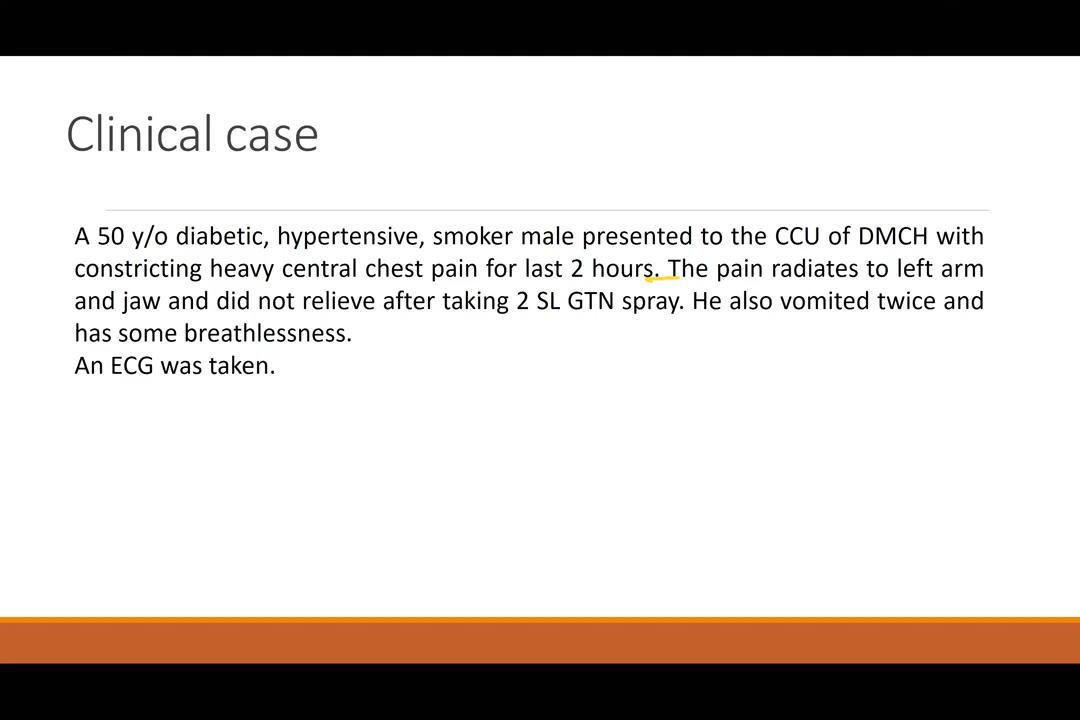 Clinical case
A 50 y/o diabetic, hypertensive, smoker male presented to the CCU of DMCH with
constricting heavy central chest pain for last 2 hours. The pain radiates to left arm
and jaw and did not relieve after taking 2 SL GTN spray. He also vomited twice and
has some breathlessness.
An ECG was taken.